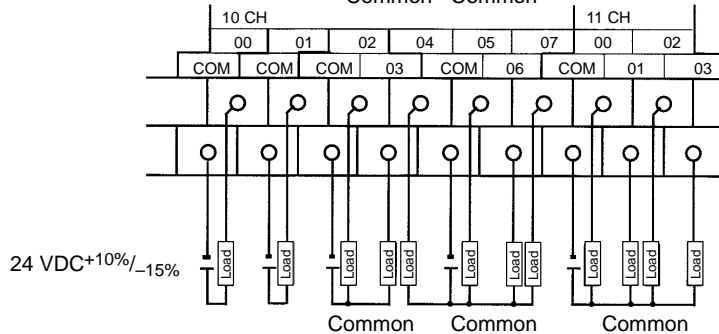 Common Common
10 CH 11 CH
00 01 02 04 05 07 00 02
COM COM COM 03 COM 06 COM 01 03
24 VDC+10%/–15%
Load Load Load Load Load Load Load Load Load Load Load Load
Common Common Common